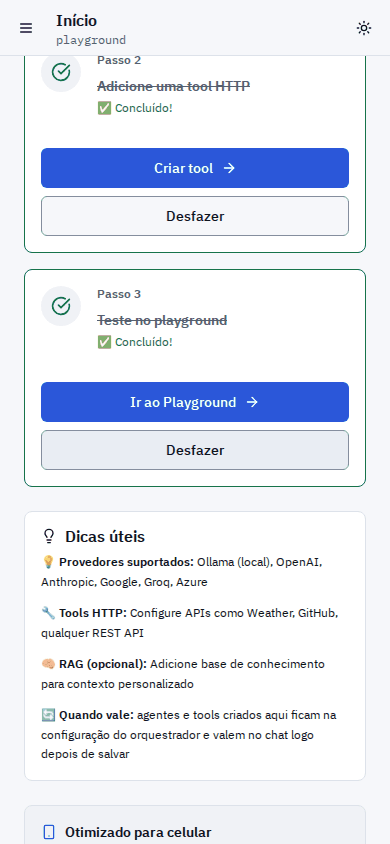 Início
playground
Passo 2
Adicione uma tool HTTP
✅ Concluído!
Criar tool →
Desfazer
Passo 3
Teste no playground
✅ Concluído!
Ir ao Playground →
Desfazer
Dicas úteis
💡 Provedores suportados: Ollama (local), OpenAI,
Anthropic, Google, Groq, Azure
🔧 Tools HTTP: Configure APIs como Weather, GitHub,
qualquer REST API
🧠 RAG (opcional): Adicione base de conhecimento
para contexto personalizado
🔄 Quando vale: agentes e tools criados aqui ficam na
configuração do orquestrador e valem no chat logo
depois de salvar
Otimizado para celular